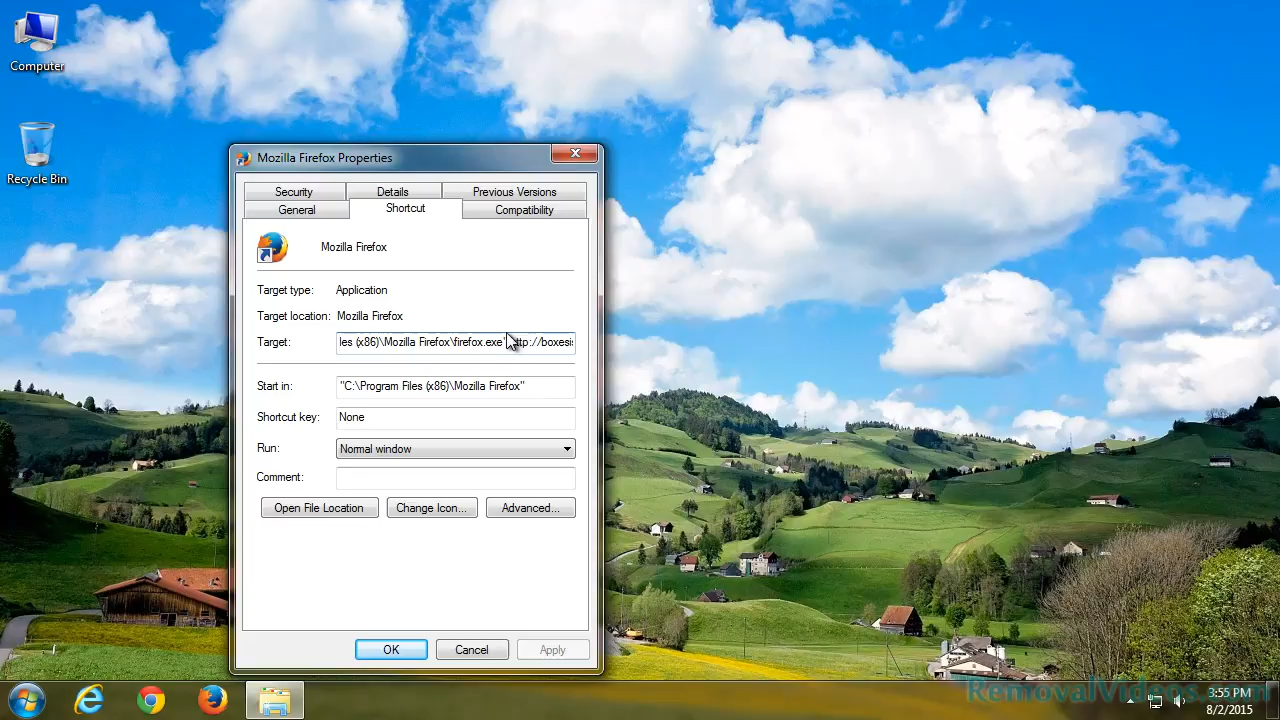 Computer
Recycle Bin
Mozilla Firefox Properties
Security Details Previous Versions
General Shortcut Compatibility
Mozilla Firefox
Target type: Application
Target location: Mozilla Firefox
Target: les (x86)\Mozilla Firefox\firefox.exe" http://boxesi
Start in: "C:\Program Files (x86)\Mozilla Firefox"
Shortcut key: None
Run: Normal window
Comment:
Open File Location Change Icon... Advanced...
OK Cancel Apply
RemovalVideos.com
3:55 PM
8/2/2015